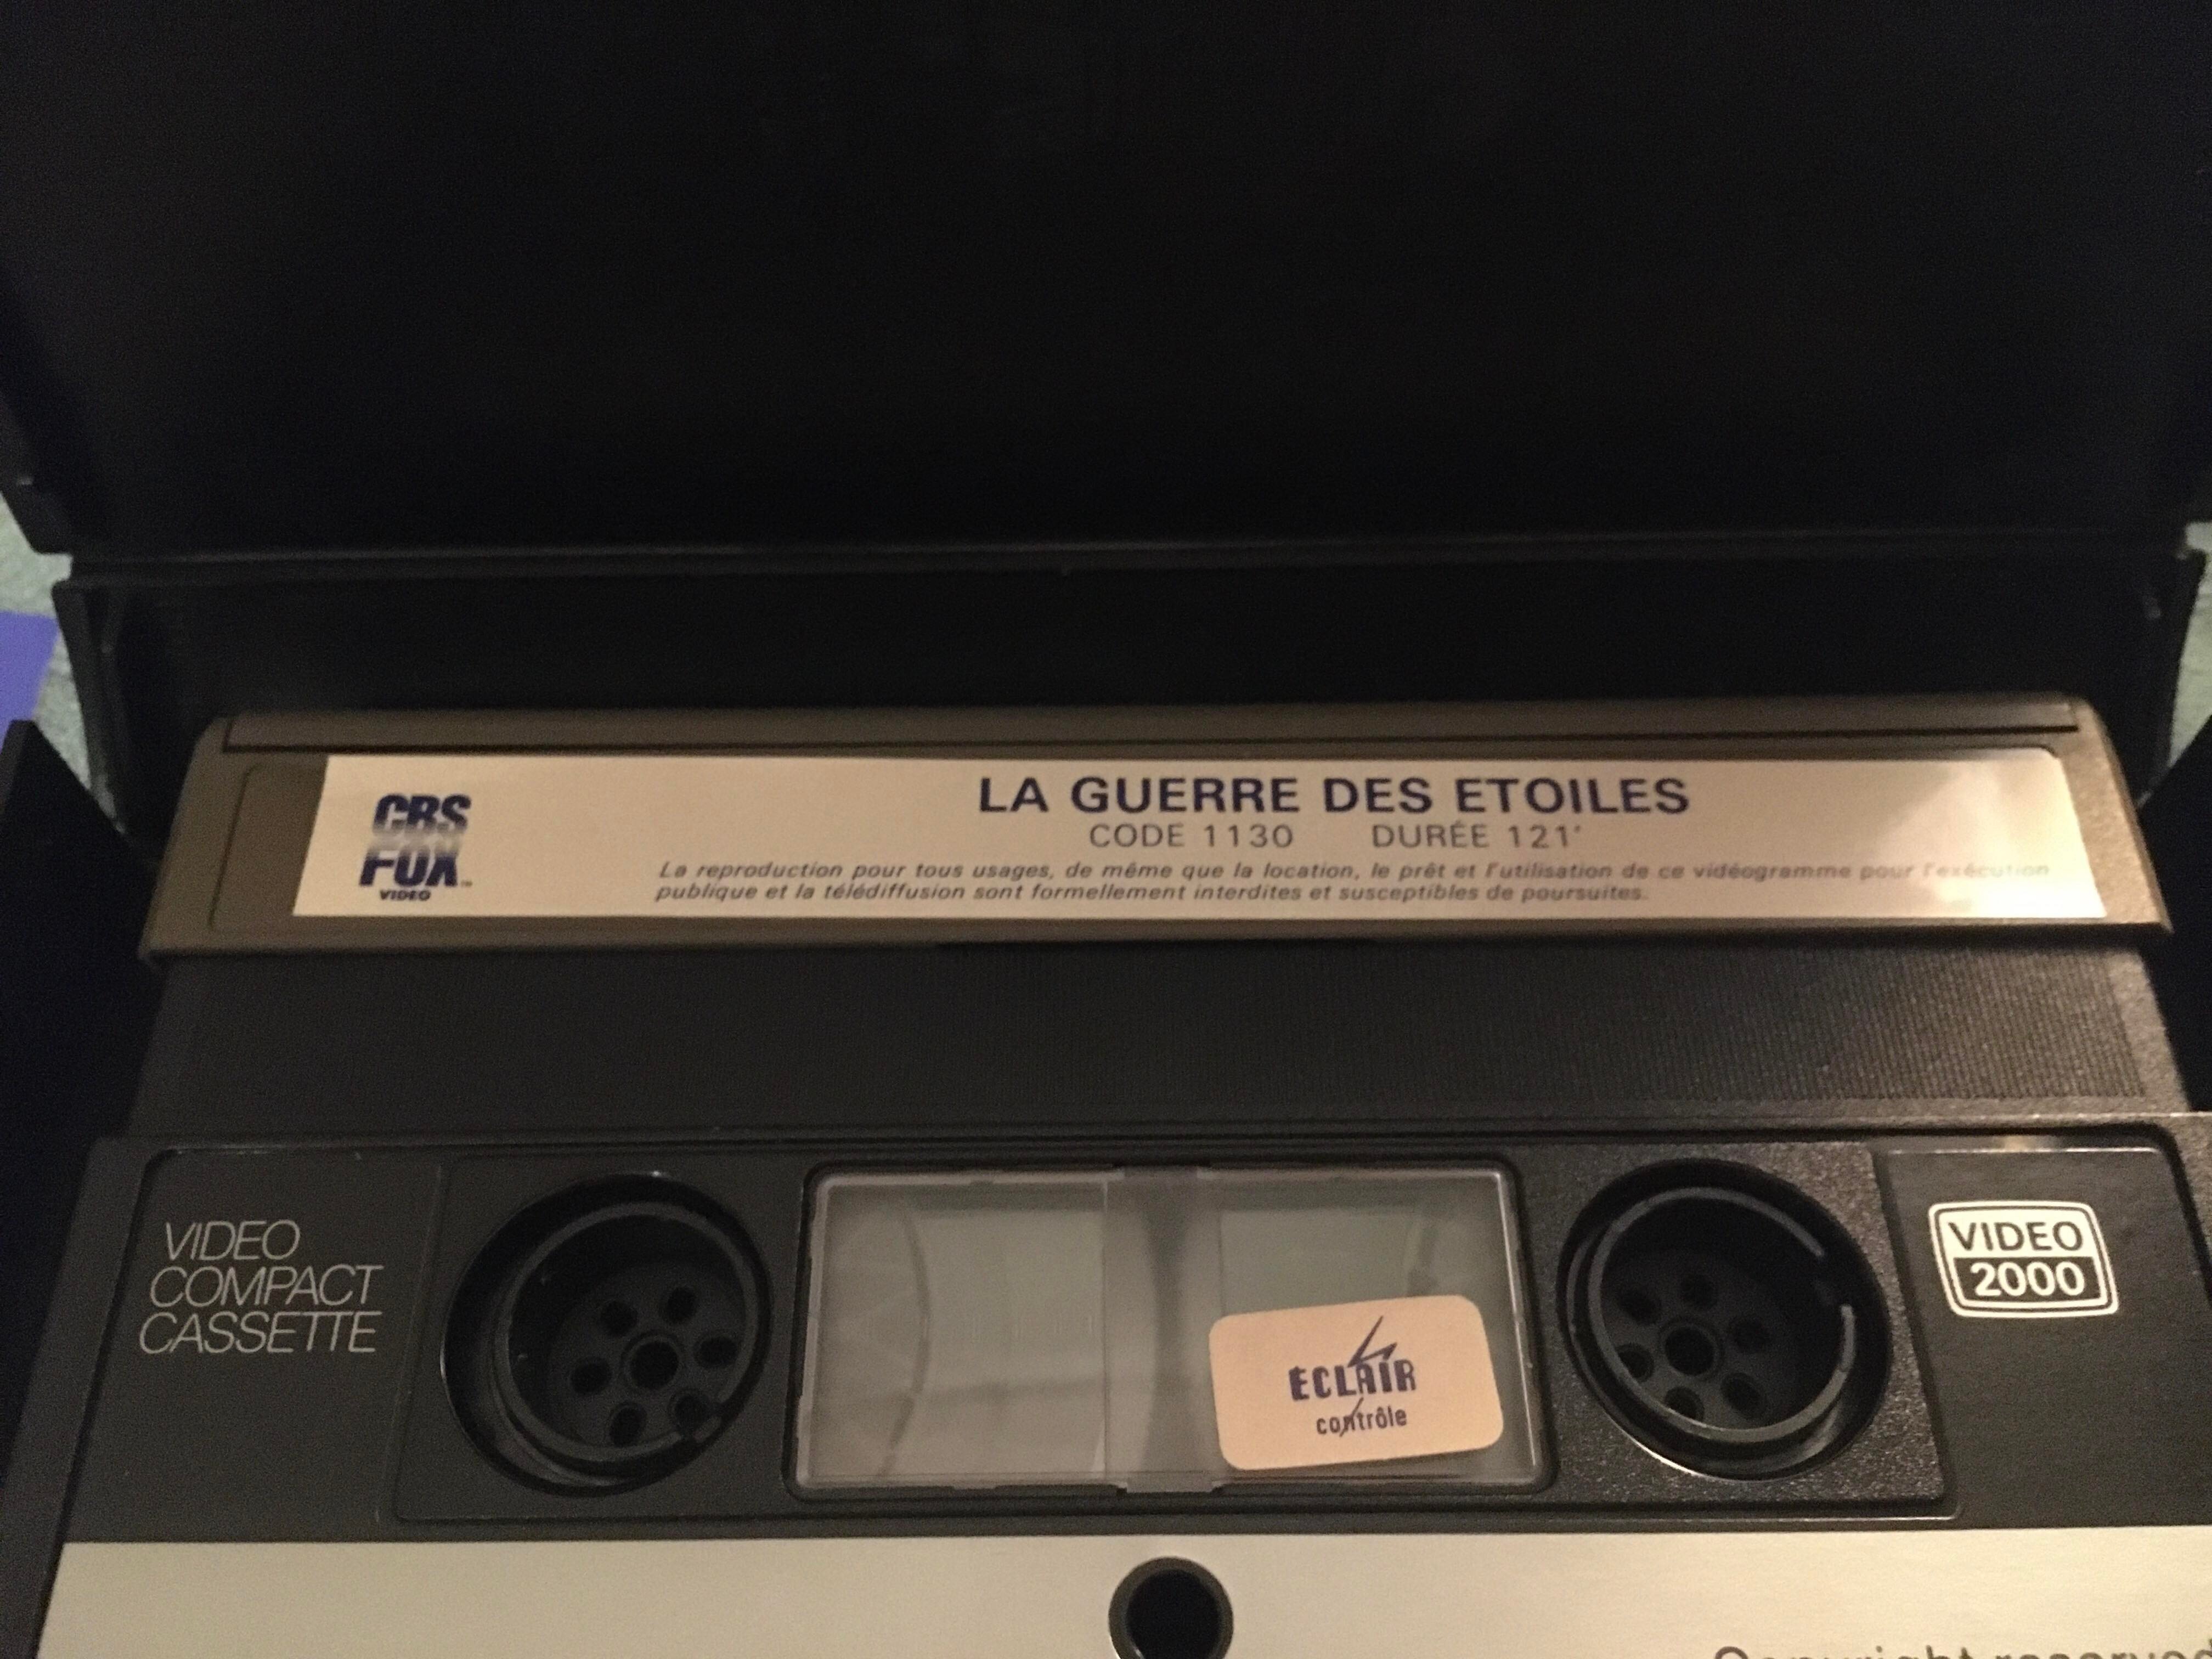 CBS
FOX
VIDEO
LA GUERRE DES ETOILES
CODE 1130 DURÉE 121'
La reproduction pour tous usages, de même que la location, le prêt et l'utilisation de ce vidéogramme pour l'exécution
publique et la télédiffusion sont formellement interdites et susceptibles de poursuites.
VIDEO
COMPACT
CASSETTE
ECLAIR
contrôle
VIDEO
2000
Copyright reserved